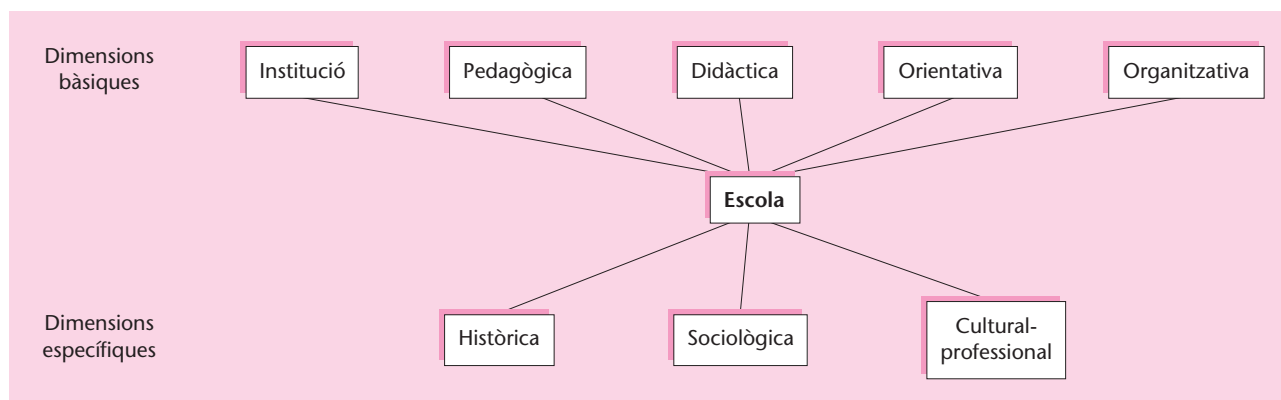 Dimensions
bàsiques
Institució
Pedagògica
Didàctica
Orientativa
Organitzativa
Escola
Dimensions
específiques
Històrica
Sociològica
Cultural-
professional